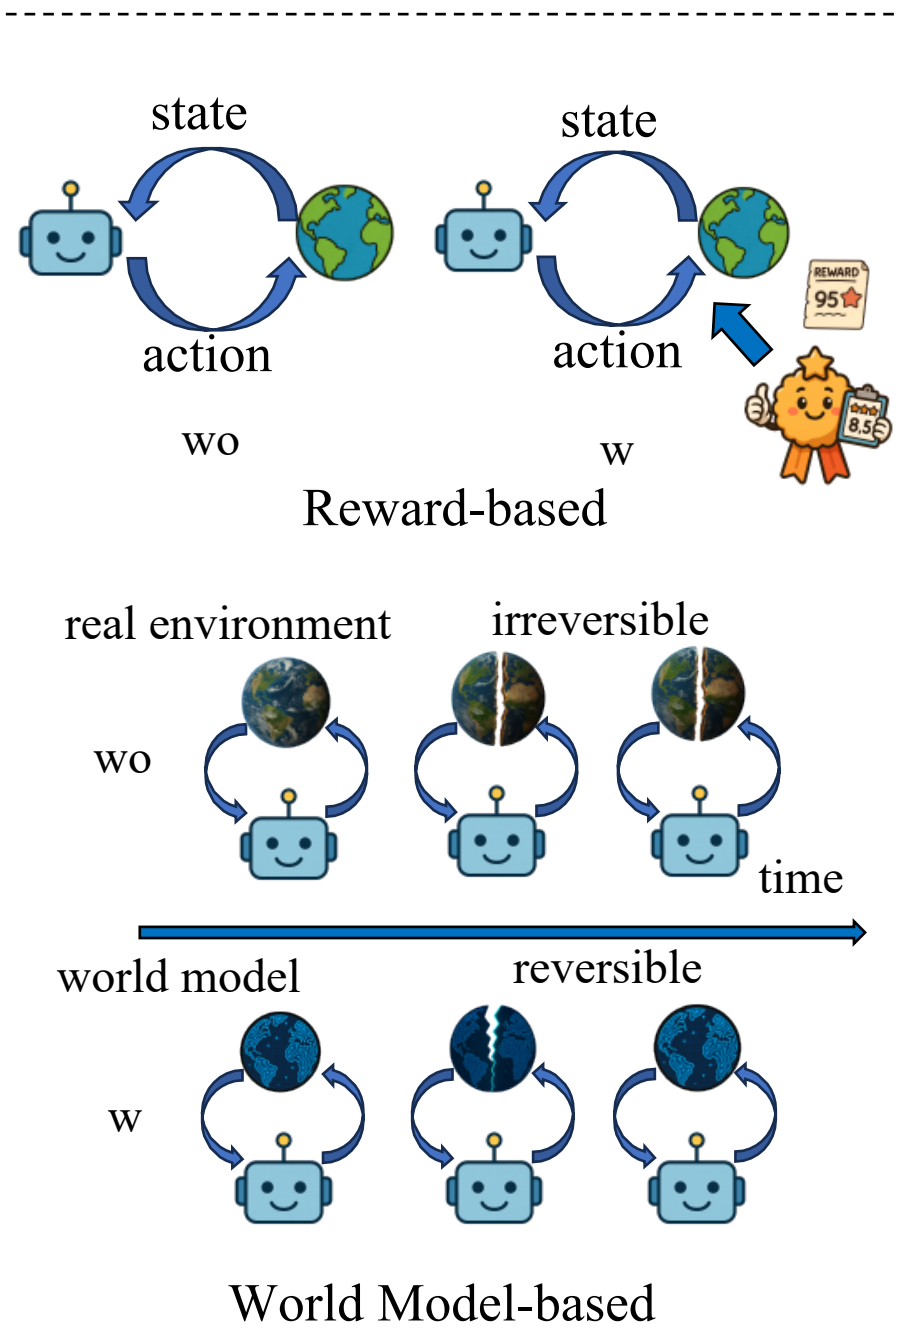 state
state
action
action
REWARD
95
8,5
wo
w
Reward-based
real environment
irreversible
wo
time
world model
reversible
w
World Model-based